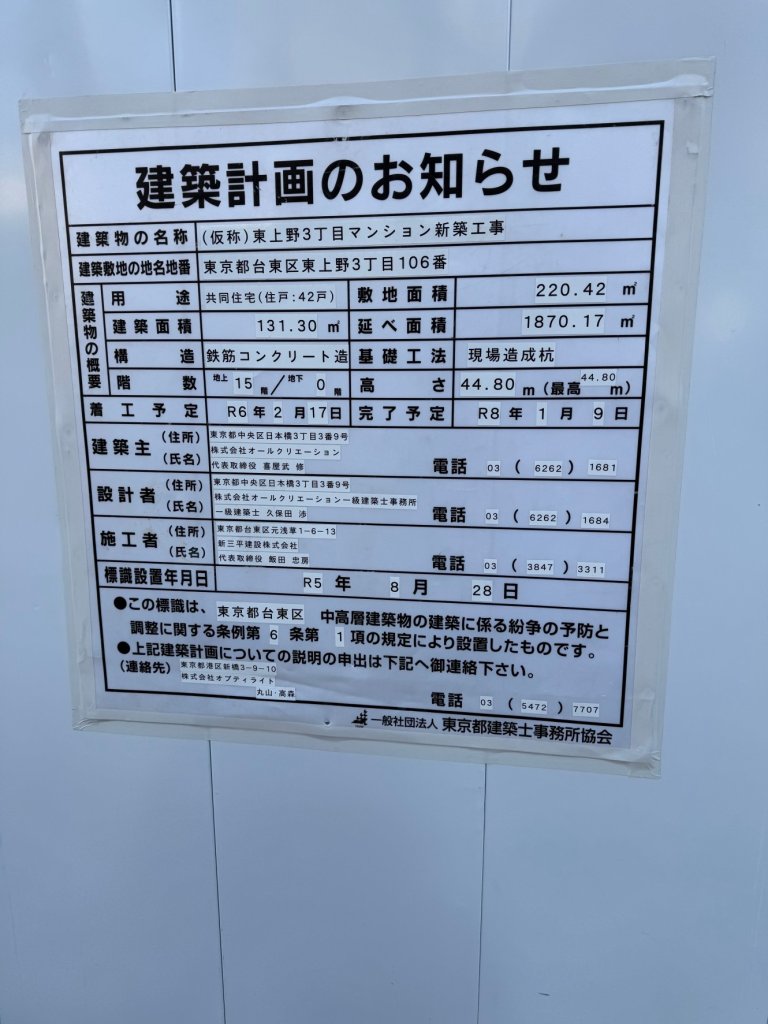 建築計画のお知らせ
建築物の名称 (仮称)東上野3丁目マンション新築工事
建築敷地の地名地番 東京都台東区東上野3丁目106番
建築物の概要
用途 共同住宅(住戸:42戸) 敷地面積 220.42 ㎡
建築面積 131.30 ㎡ 延べ面積 1870.17 ㎡
構造 鉄筋コンクリート造 基礎工法 現場造成杭
階数 地上 15 階/地下 0 階 高さ 44.80 m (最高 44.80 m)
着工予定 R6 年 2 月 17 日 完了予定 R8 年 1 月 9 日
建築主 (住所) 東京都中央区日本橋3丁目3番9号
(氏名) 株式会社オールクリエーション
代表取締役 喜屋武 修 電話 03 ( 6262 ) 1681
設計者 (住所) 東京都中央区日本橋3丁目3番9号
(氏名) 株式会社オールクリエーション一級建築士事務所
一級建築士 久保田 渉 電話 03 ( 6262 ) 1684
施工者 (住所) 東京都台東区元浅草1-6-13
(氏名) 新三平建設株式会社
代表取締役 飯田 忠房 電話 03 ( 3847 ) 3311
標識設置年月日 R5 年 8 月 28 日
●この標識は、 東京都台東区 中高層建築物の建築に係る紛争の予防と
調整に関する条例第 6 条第 1 項の規定により設置したものです。
●上記建築計画についての説明の申出は下記へ御連絡下さい。
(連絡先) 東京都港区新橋3-9-10
株式会社オプティライト
丸山・高森 電話 03 ( 5472 ) 7707
一般社団法人 東京都建築士事務所協会